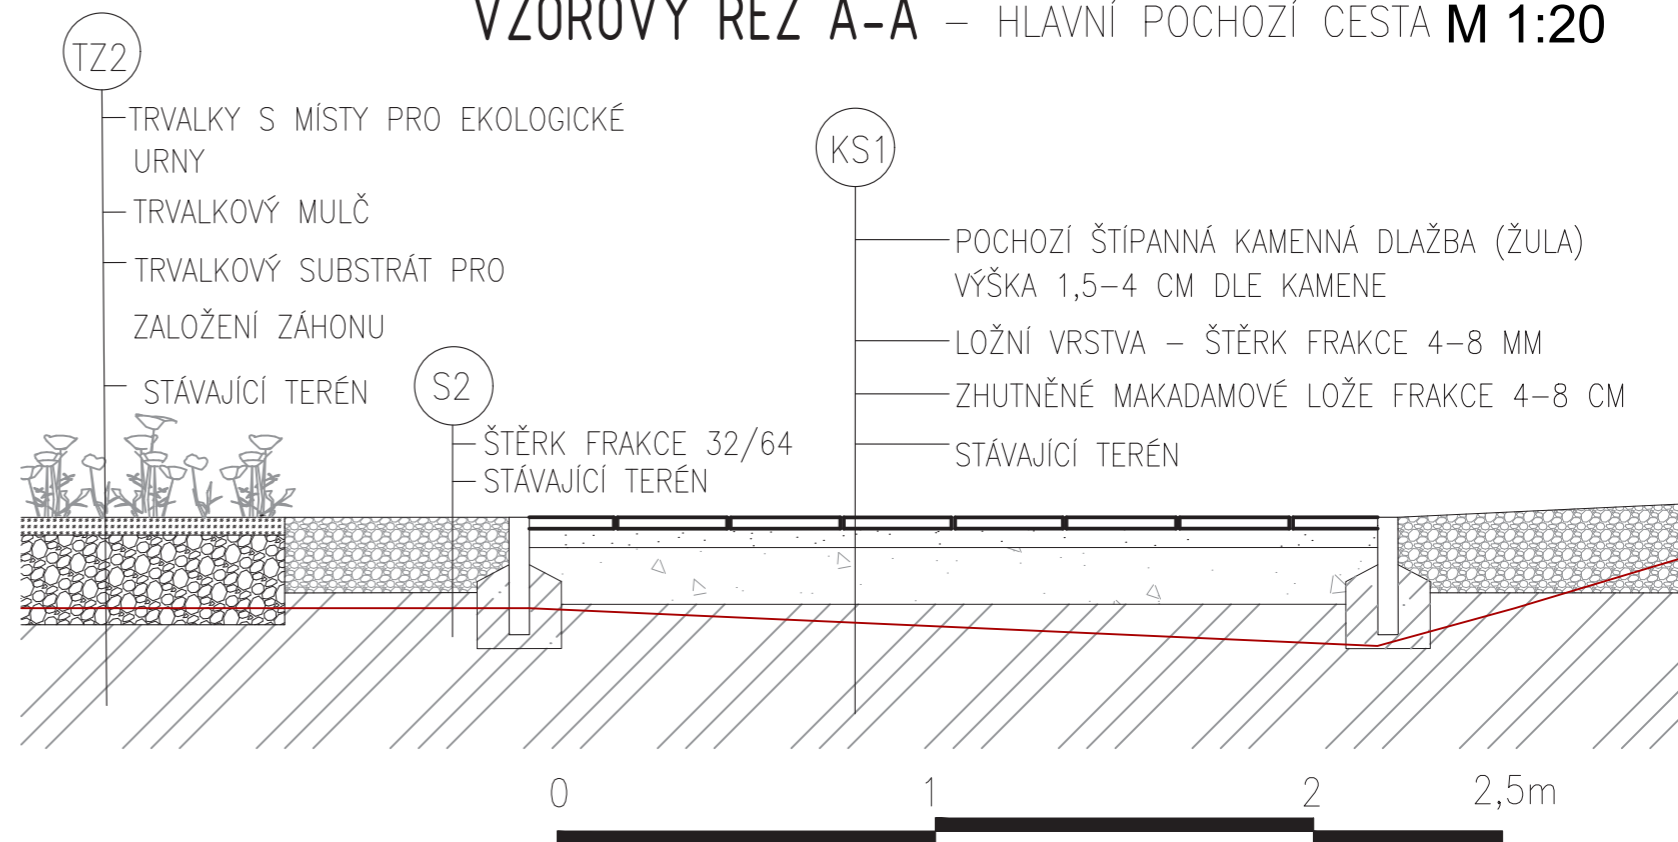 VZOROVÝ ŘEZ A-A – HLAVNÍ POCHOZÍ CESTA M 1:20
TZ2
TRVALKY S MÍSTY PRO EKOLOGICKÉ
URNY
TRVALKOVÝ MULČ
TRVALKOVÝ SUBSTRÁT PRO
ZALOŽENÍ ZÁHONU
STÁVAJÍCÍ TERÉN
S2
ŠTĚRK FRAKCE 32/64
STÁVAJÍCÍ TERÉN
KS1
POCHOZÍ ŠTÍPANNÁ KAMENNÁ DLAŽBA (ŽULA)
VÝŠKA 1,5–4 CM DLE KAMENE
LOŽNÍ VRSTVA – ŠTĚRK FRAKCE 4–8 MM
ZHUTNĚNÉ MAKADAMOVÉ LOŽE FRAKCE 4–8 CM
STÁVAJÍCÍ TERÉN
0 1 2 2,5m